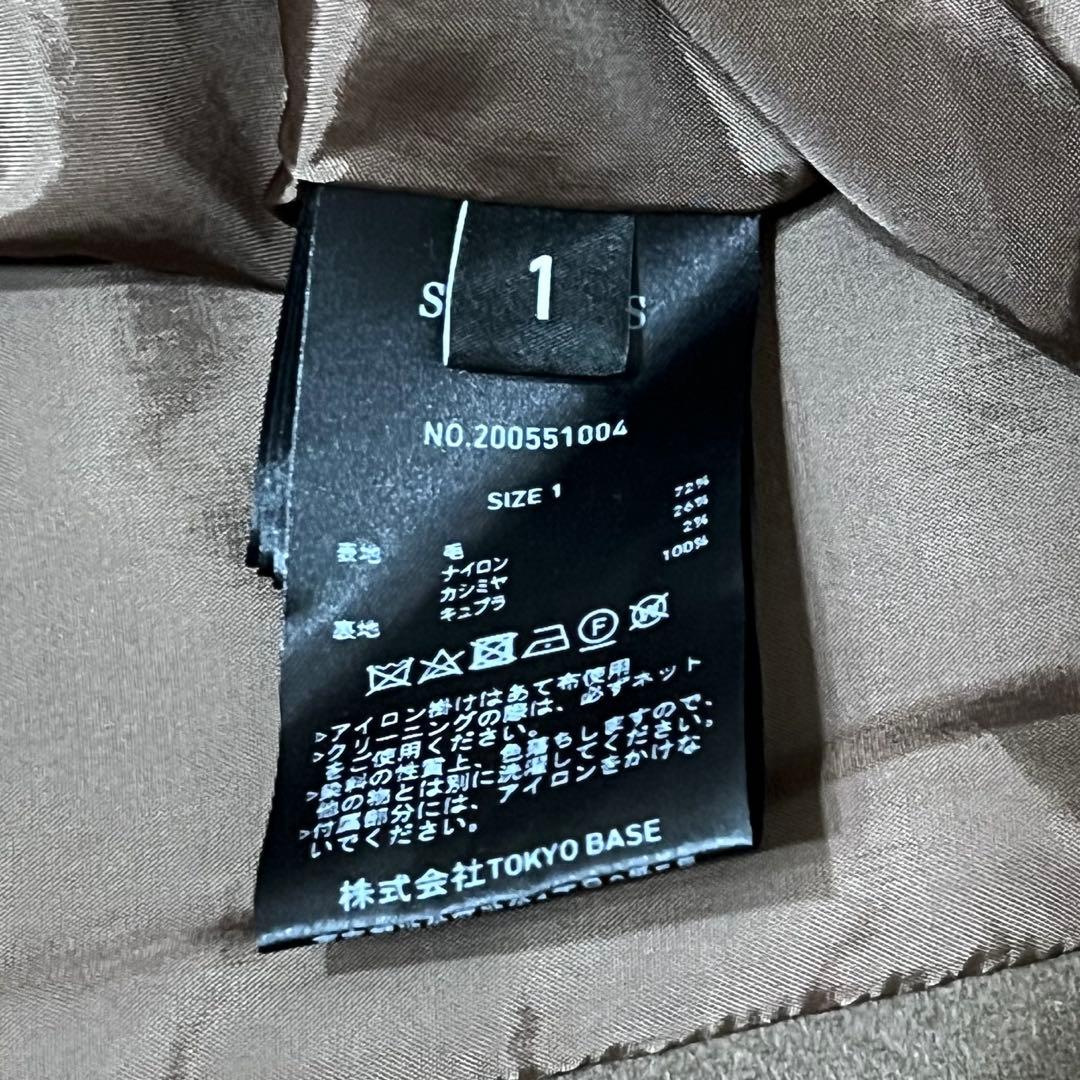 1
S S
NO.200551004
SIZE 1
表地 毛 72%
ナイロン 26%
カシミヤ 2%
裏地 キュプラ 100%
F W
>アイロン掛けはあて布使用
>クリーニングの際は、必ずネット
をご使用ください。
>染料の性質上、色落ちしますので、
他の物とは別に洗濯してください。
>付属部分には、アイロンをかけな
いでください。
株式会社TOKYO BASE